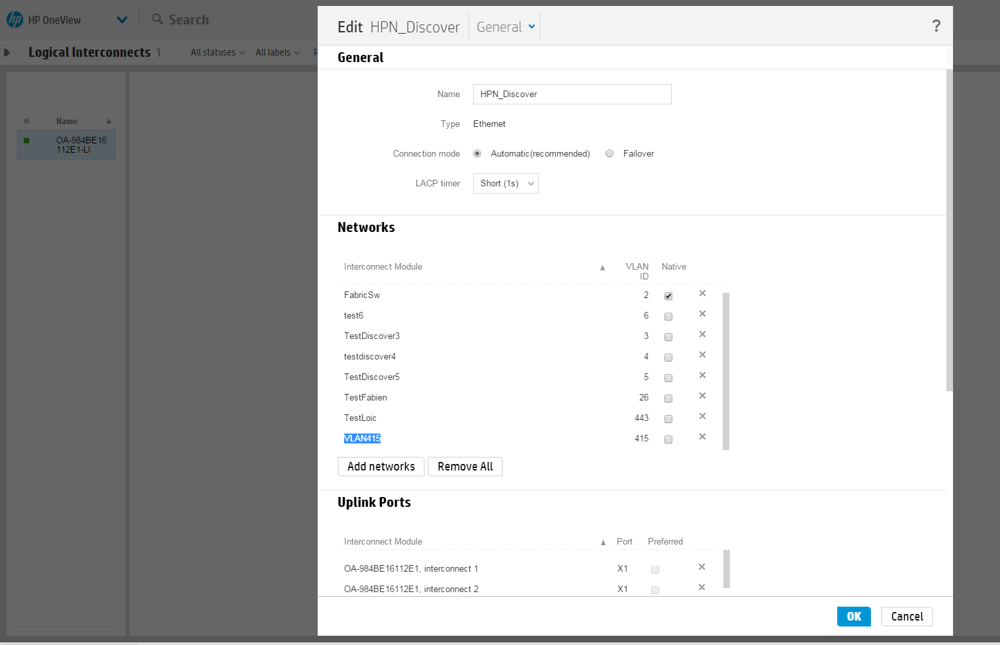 hp HP OneView Search
Logical Interconnects 1 All statuses All labels R
Name
OA-984BE16
112E1-LI
Edit HPN_Discover General ?
General
Name HPN_Discover
Type Ethernet
Connection mode Automatic(recommended) Failover
LACP timer Short (1s)
Networks
Interconnect Module VLAN ID Native
FabricSw 2
test6 6
TestDiscover3 3
testdiscover4 4
TestDiscover5 5
TestFabien 26
TestLoic 443
VLAN415 415
Add networks Remove All
Uplink Ports
Interconnect Module Port Preferred
OA-984BE16112E1, interconnect 1 X1
OA-984BE16112E1, interconnect 2 X1
OK Cancel